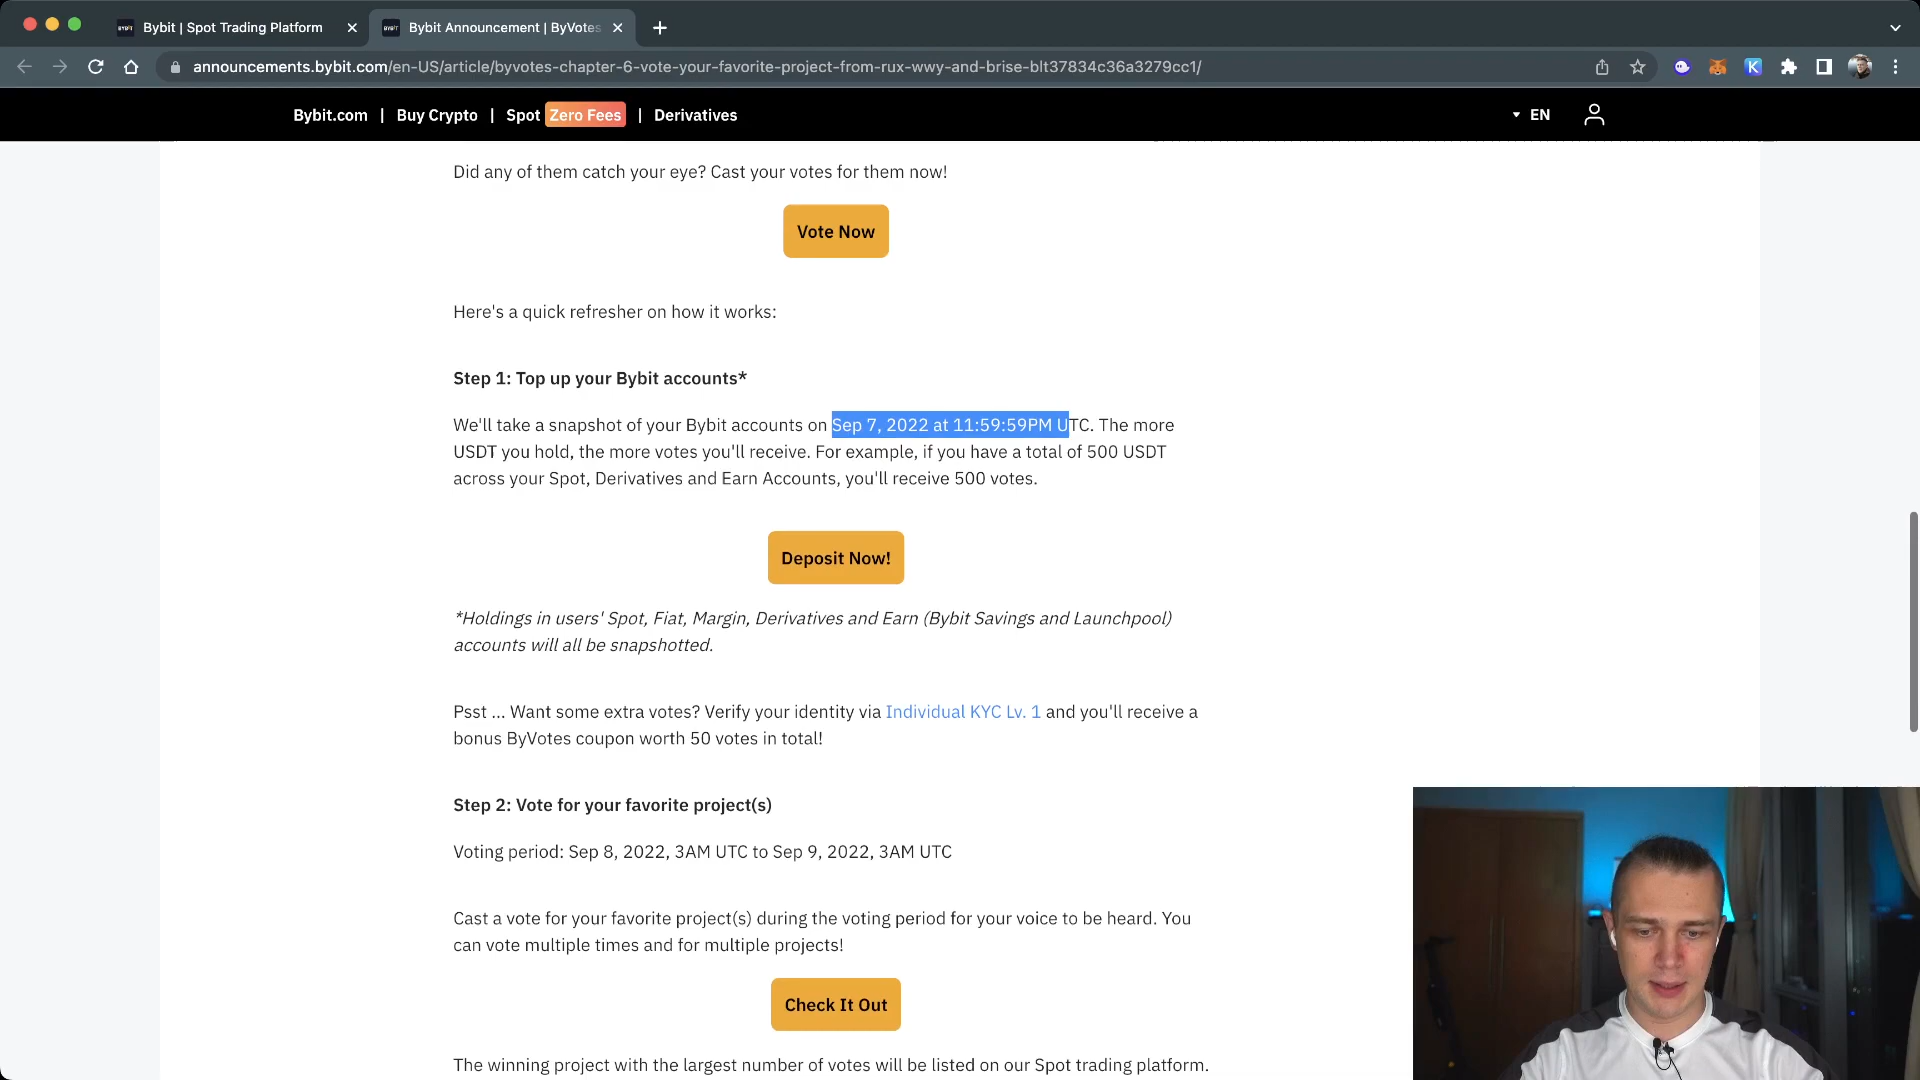 Bybit | Spot Trading Platform
Bybit Announcement | ByVotes
announcements.bybit.com/en-US/article/byvotes-chapter-6-vote-your-favorite-project-from-rux-wwy-and-brise-blt37834c36a3279cc1/
Bybit.com | Buy Crypto | Spot Zero Fees | Derivatives
EN
Did any of them catch your eye? Cast your votes for them now!
Vote Now
Here's a quick refresher on how it works:
Step 1: Top up your Bybit accounts*
We'll take a snapshot of your Bybit accounts on Sep 7, 2022 at 11:59:59PM UTC. The more
USDT you hold, the more votes you'll receive. For example, if you have a total of 500 USDT
across your Spot, Derivatives and Earn Accounts, you'll receive 500 votes.
Deposit Now!
*Holdings in users' Spot, Fiat, Margin, Derivatives and Earn (Bybit Savings and Launchpool)
accounts will all be snapshotted.
Psst ... Want some extra votes? Verify your identity via Individual KYC Lv. 1 and you'll receive a
bonus ByVotes coupon worth 50 votes in total!
Step 2: Vote for your favorite project(s)
Voting period: Sep 8, 2022, 3AM UTC to Sep 9, 2022, 3AM UTC
Cast a vote for your favorite project(s) during the voting period for your voice to be heard. You
can vote multiple times and for multiple projects!
Check It Out
The winning project with the largest number of votes will be listed on our Spot trading platform.